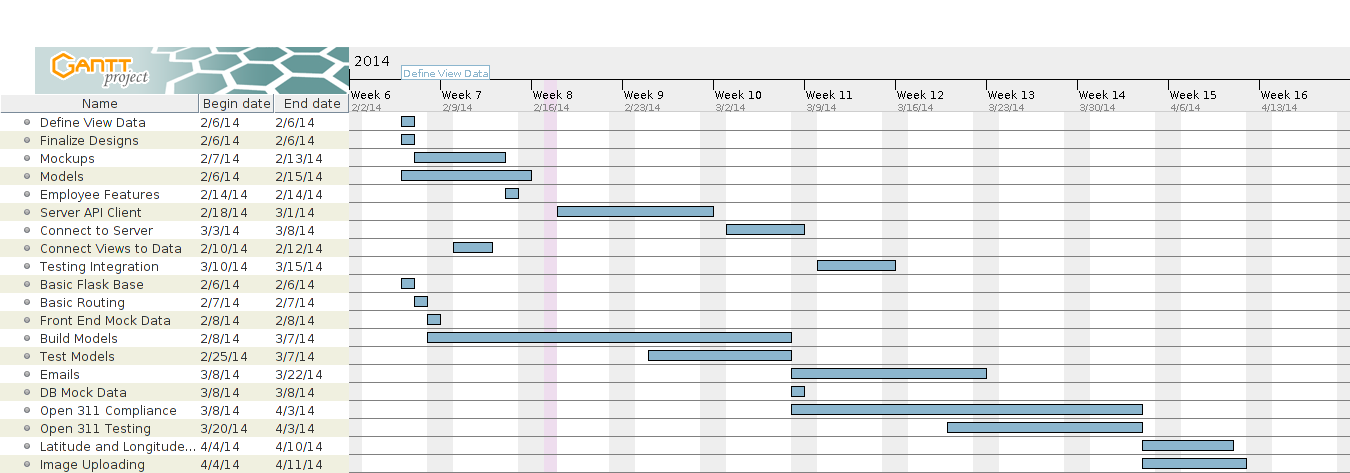 2014
GANTT
project
Define View Data
Week 6 Week 7 Week 8 Week 9 Week 10 Week 11 Week 12 Week 13 Week 14 Week 15 Week 16
Name Begin date End date 2/2/14 2/9/14 2/16/14 2/23/14 3/2/14 3/9/14 3/16/14 3/23/14 3/30/14 4/6/14 4/13/14
Define View Data 2/6/14 2/6/14
Finalize Designs 2/6/14 2/6/14
Mockups 2/7/14 2/13/14
Models 2/6/14 2/15/14
Employee Features 2/14/14 2/14/14
Server API Client 2/18/14 3/1/14
Connect to Server 3/3/14 3/8/14
Connect Views to Data 2/10/14 2/12/14
Testing Integration 3/10/14 3/15/14
Basic Flask Base 2/6/14 2/6/14
Basic Routing 2/7/14 2/7/14
Front End Mock Data 2/8/14 2/8/14
Build Models 2/8/14 3/7/14
Test Models 2/25/14 3/7/14
Emails 3/8/14 3/22/14
DB Mock Data 3/8/14 3/8/14
Open 311 Compliance 3/8/14 4/3/14
Open 311 Testing 3/20/14 4/3/14
Latitude and Longitude... 4/4/14 4/10/14
Image Uploading 4/4/14 4/11/14